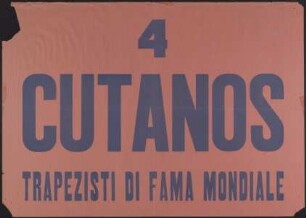 4
CUTANOS
TRAPEZISTI DI FAMA MONDIALE